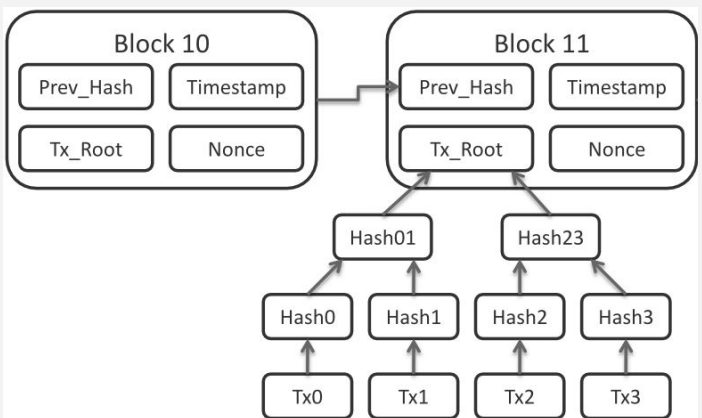 Block 10
Block 11
Prev_Hash
Timestamp
Prev_Hash
Timestamp
Tx_Root
Nonce
Tx_Root
Nonce
Hash01
Hash23
Hash0
Hash1
Hash2
Hash3
Tx0
Tx1
Tx2
Tx3